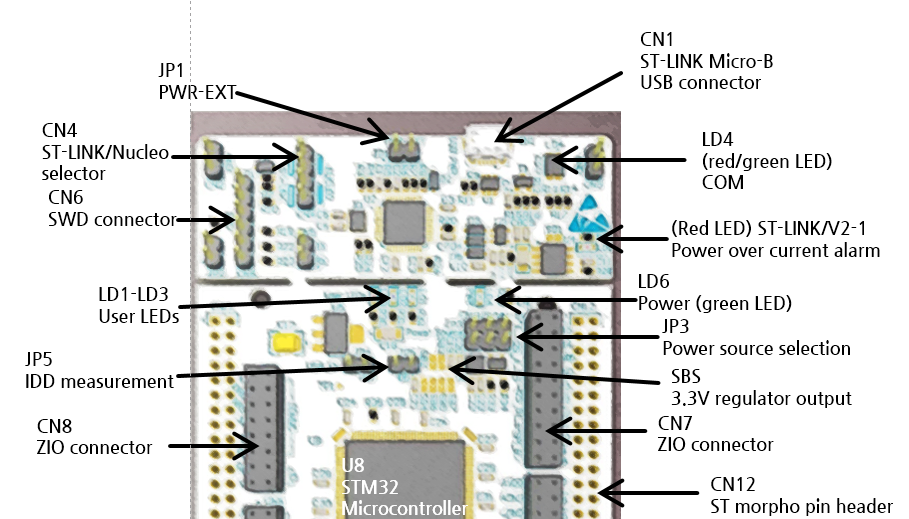 CN1
ST-LINK Micro-B
USB connector
JP1
PWR-EXT
CN4
ST-LINK/Nucleo
selector
LD4
(red/green LED)
COM
CN6
SWD connector
(Red LED) ST-LINK/V2-1
Power over current alarm
LD1-LD3
User LEDs
LD6
Power (green LED)
JP3
Power source selection
JP5
IDD measurement
SBS
3.3V regulator output
CN8
ZIO connector
CN7
ZIO connector
U8
STM32
Microcontroller
CN12
ST morpho pin header